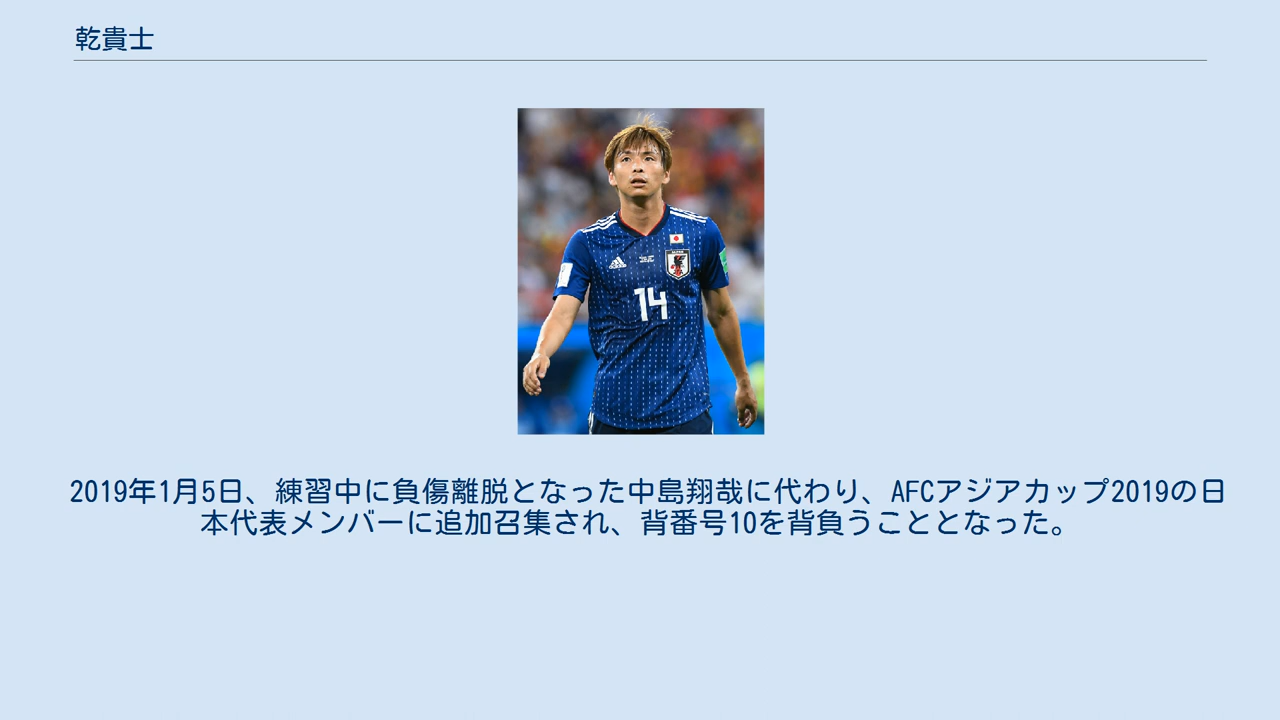 乾貴士
14
2019年1月5日、練習中に負傷離脱となった中島翔哉に代わり、AFCアジアカップ2019の日
本代表メンバーに追加召集され、背番号10を背負うこととなった。